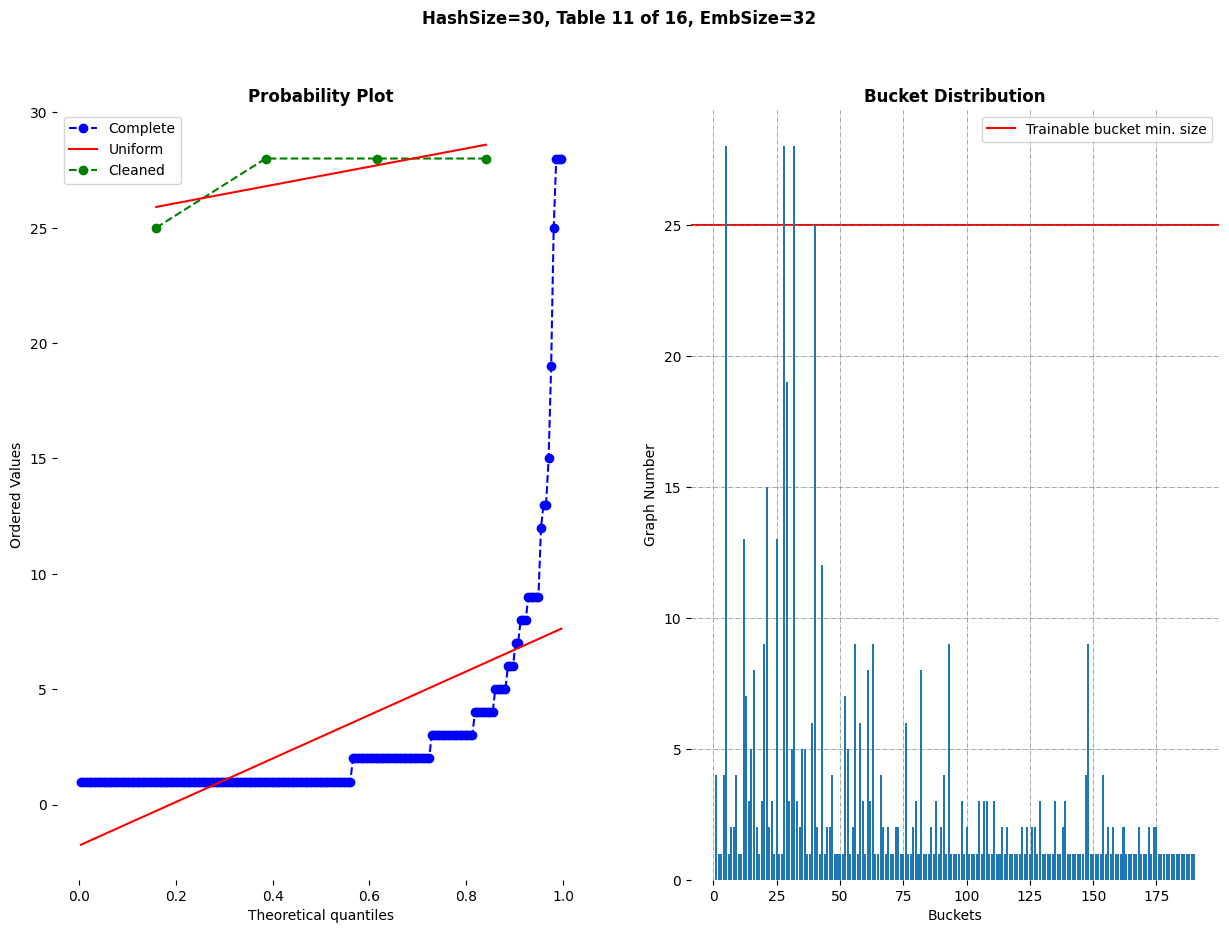 HashSize=30, Table 11 of 16, EmbSize=32
Probability Plot
Complete
Uniform
Cleaned
30
25
20
15
10
5
0
Ordered Values
0.0 0.2 0.4 0.6 0.8 1.0
Theoretical quantiles
Bucket Distribution
Trainable bucket min. size
25
20
15
10
5
0
Graph Number
0 25 50 75 100 125 150 175
Buckets